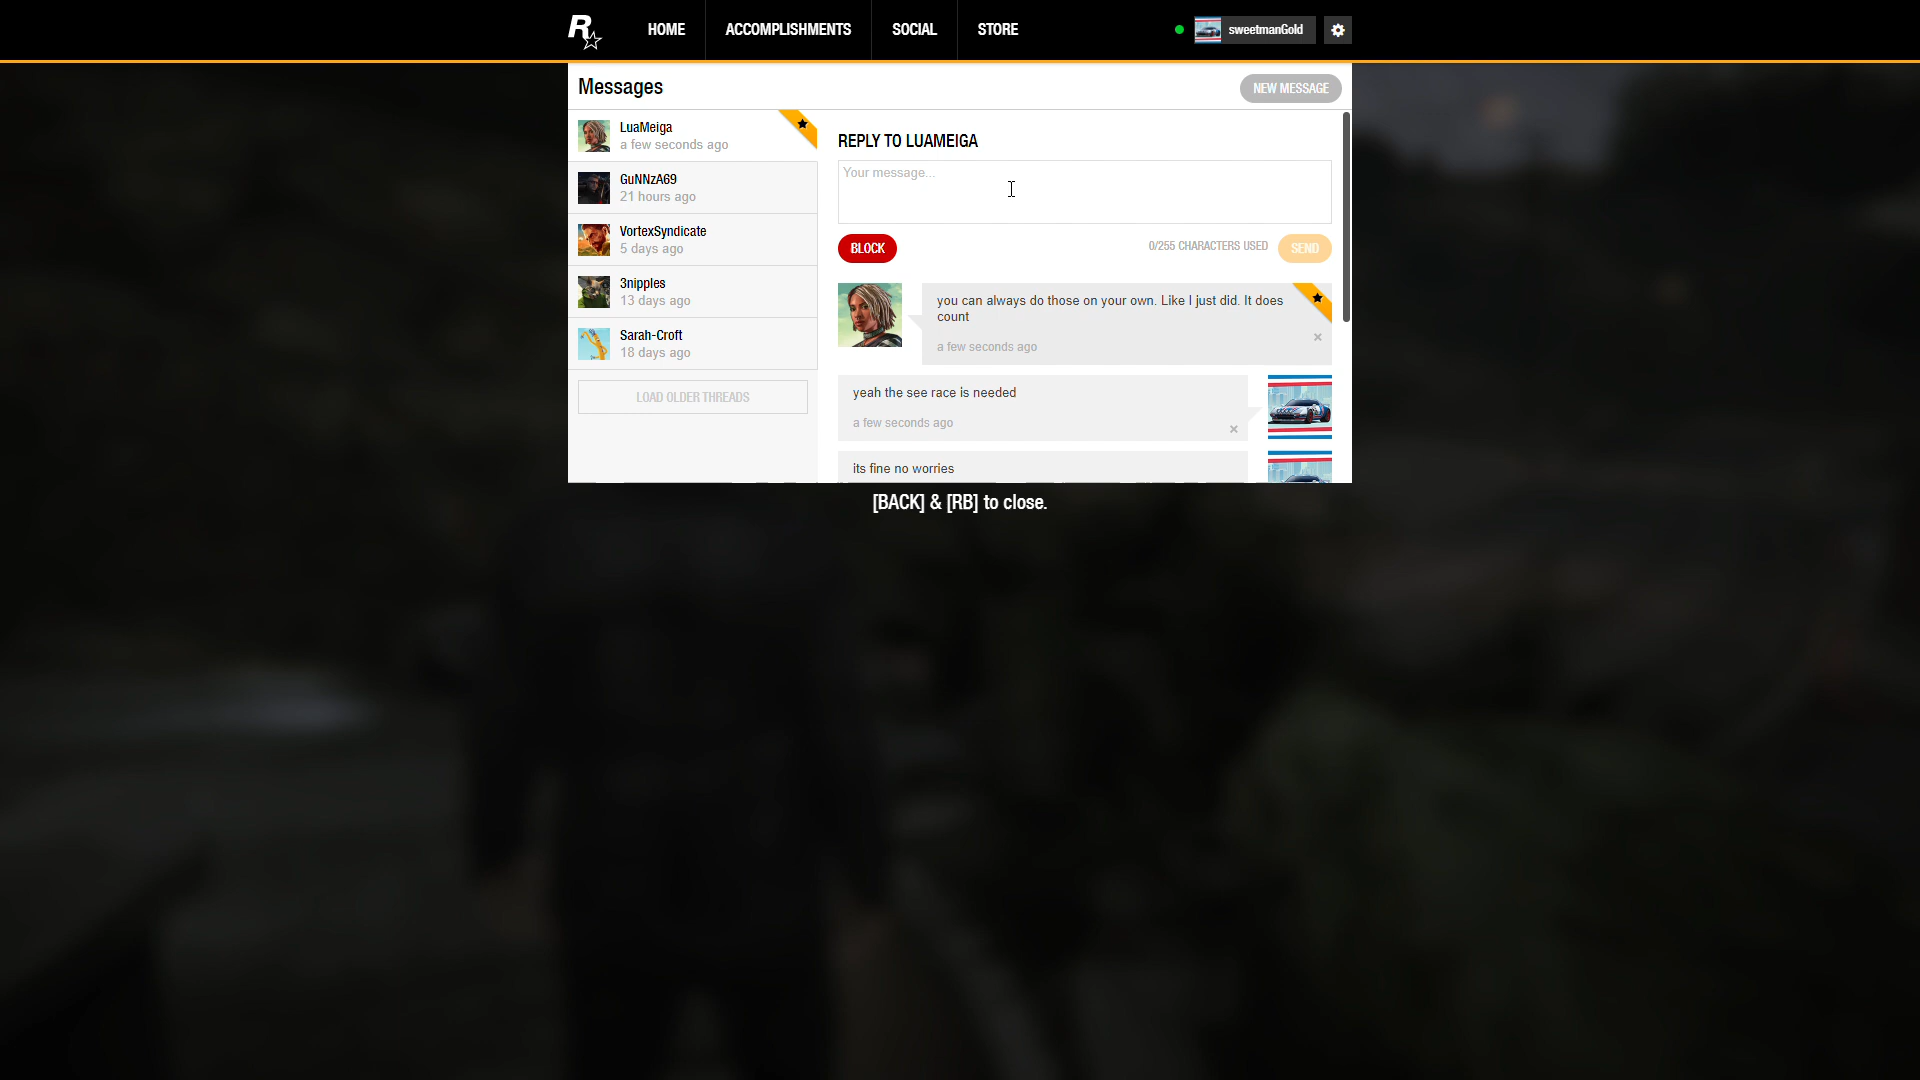 R
HOME
ACCOMPLISHMENTS
SOCIAL
STORE
sweetmanGold
Messages
NEW MESSAGE
LuaMeiga
a few seconds ago
GuNNzA69
21 hours ago
VortexSyndicate
5 days ago
3nipples
13 days ago
Sarah-Croft
18 days ago
LOAD OLDER THREADS
REPLY TO LUAMEIGA
Your message...
BLOCK
0/255 CHARACTERS USED
SEND
you can always do those on your own. Like I just did. It does
count
a few seconds ago
yeah the see race is needed
a few seconds ago
its fine no worries
[BACK] & [RB] to close.